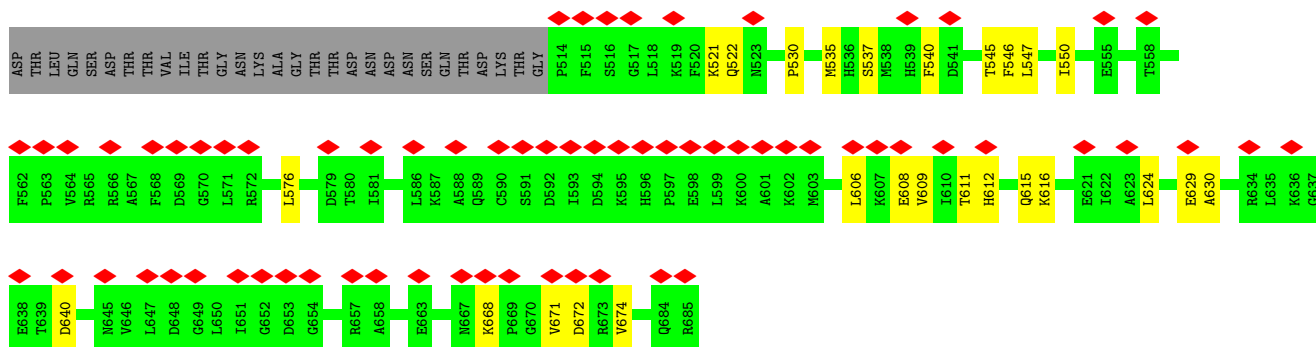 ASP THR LEU GLN SER ASP THR THR VAL ILE THR GLY ASN LYS ALA GLY THR THR ASP ASN ASP ASN SER GLN THR ASP LYS THR GLY P514 F515 S516 G517 L518 K519 F520 K521 Q522 N523 P530 M535 H536 S537 M538 H539 F540 D541 T545 F546 L547 I550 E555 T558
F562 P563 V564 R565 R566 A567 F568 D569 G570 L571 R572 L576 D579 T580 I581 L586 K587 A588 Q589 C590 S591 D592 I593 D594 K595 H596 P597 E598 L599 K600 A601 K602 M603 L606 K607 E608 V609 I610 T611 H612 Q615 K616 E621 I622 A623 L624 E629 A630 R634 L635 K636 G637
E638 T639 D640 N645 V646 L647 D648 G649 L650 I651 G652 D653 G654 R657 A658 E663 N667 K668 P669 G670 V671 D672 R673 V674 Q684 R685